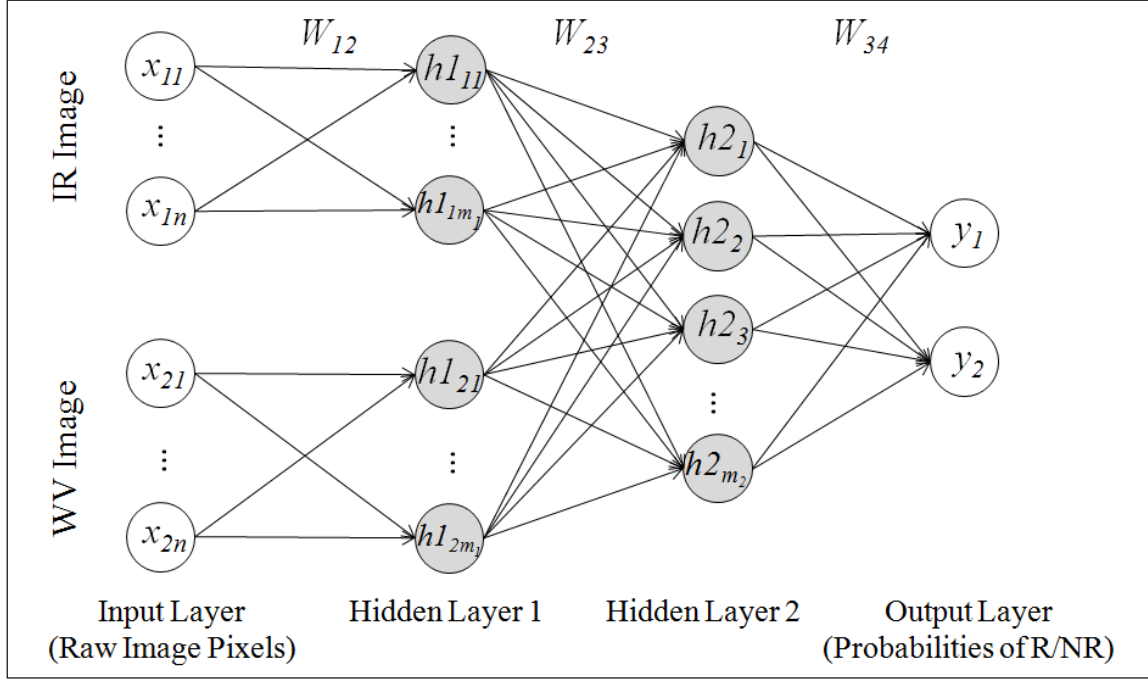 W12 W23 W34
IR Image
x11 h111
⋮ ⋮
h21
x1n h11m1
h22
y1
h23
WV Image
x21 h121
y2
⋮ ⋮
⋮
h2m2
x2n h12m1
Input Layer Hidden Layer 1 Hidden Layer 2 Output Layer
(Raw Image Pixels) (Probabilities of R/NR)